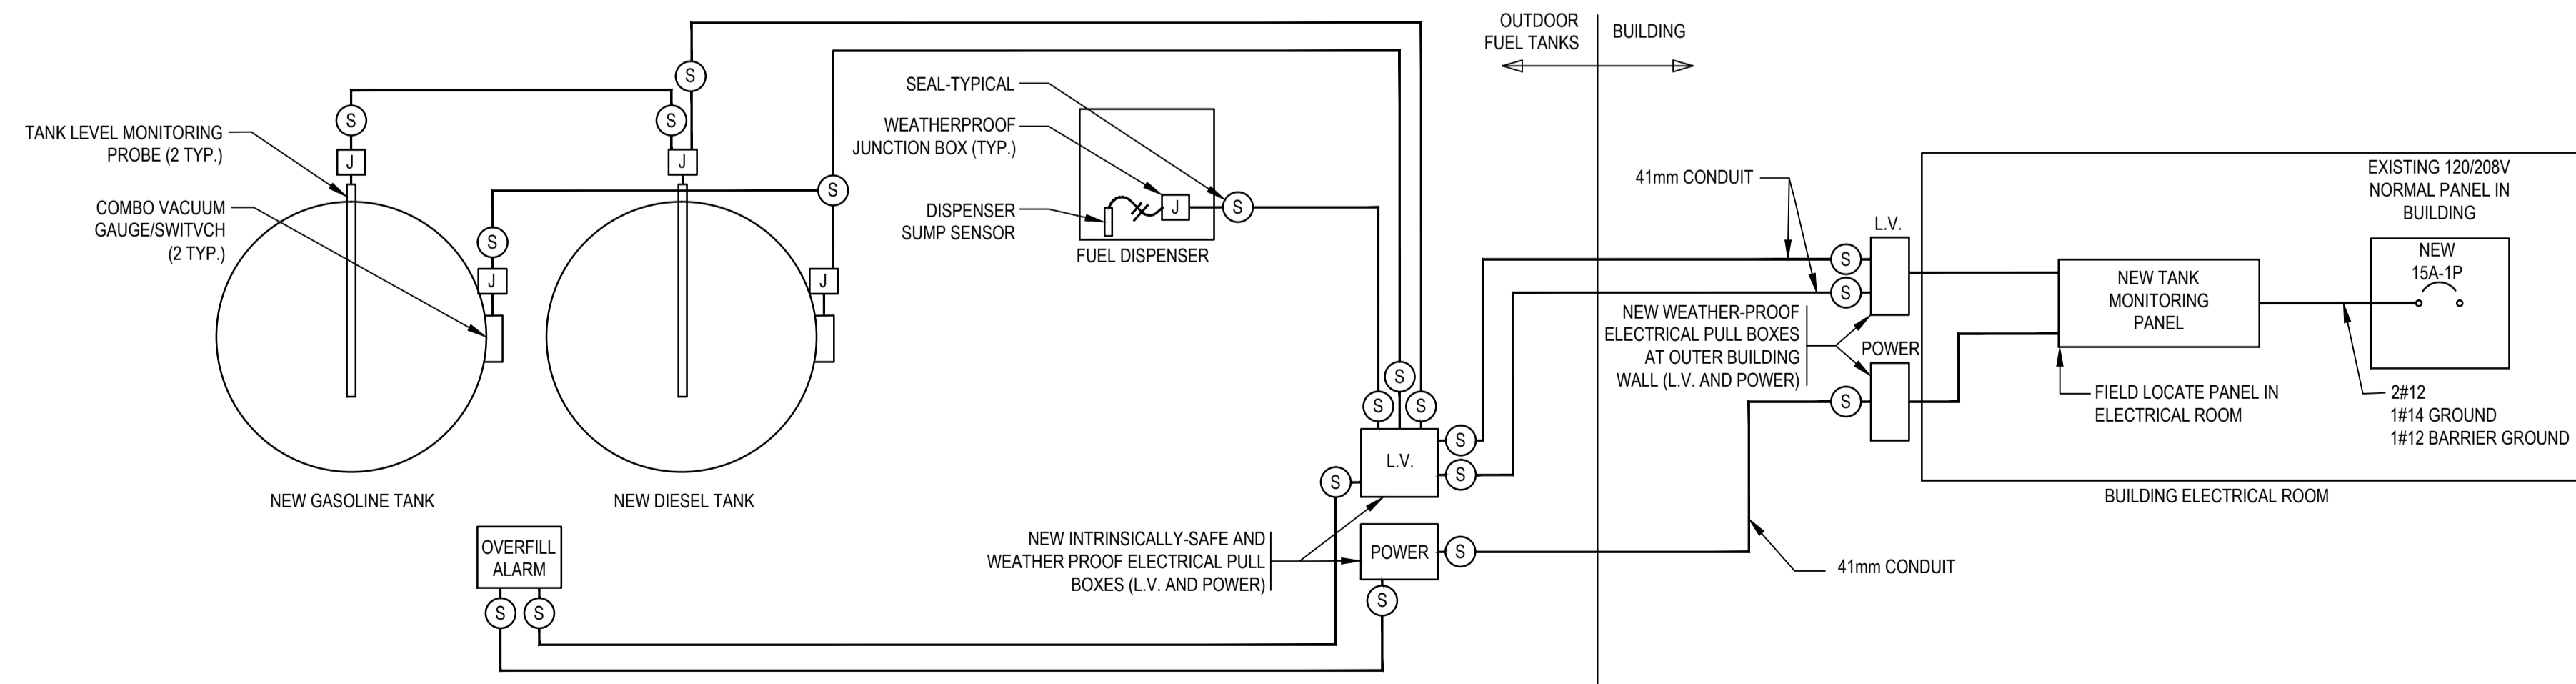 OUTDOOR
FUEL TANKS
BUILDING
S
S
S
SEAL-TYPICAL
WEATHERPROOF
JUNCTION BOX (TYP.)
TANK LEVEL MONITORING
PROBE (2 TYP.)
J
J
COMBO VACUUM
GAUGE/SWITVCH
(2 TYP.)
S
S
J
J
DISPENSER
SUMP SENSOR
J
S
FUEL DISPENSER
NEW GASOLINE TANK
NEW DIESEL TANK
OVERFILL
ALARM
S
S
S
S
S
S
S
S
L.V.
NEW INTRINSICALLY-SAFE AND
WEATHER PROOF ELECTRICAL PULL
BOXES (L.V. AND POWER)
POWER
S
S
41mm CONDUIT
41mm CONDUIT
S
S
L.V.
NEW WEATHER-PROOF
ELECTRICAL PULL BOXES
AT OUTER BUILDING
WALL (L.V. AND POWER)
POWER
S
NEW TANK
MONITORING
PANEL
EXISTING 120/208V
NORMAL PANEL IN
BUILDING
NEW
15A-1P
FIELD LOCATE PANEL IN
ELECTRICAL ROOM
2#12
1#14 GROUND
1#12 BARRIER GROUND
BUILDING ELECTRICAL ROOM